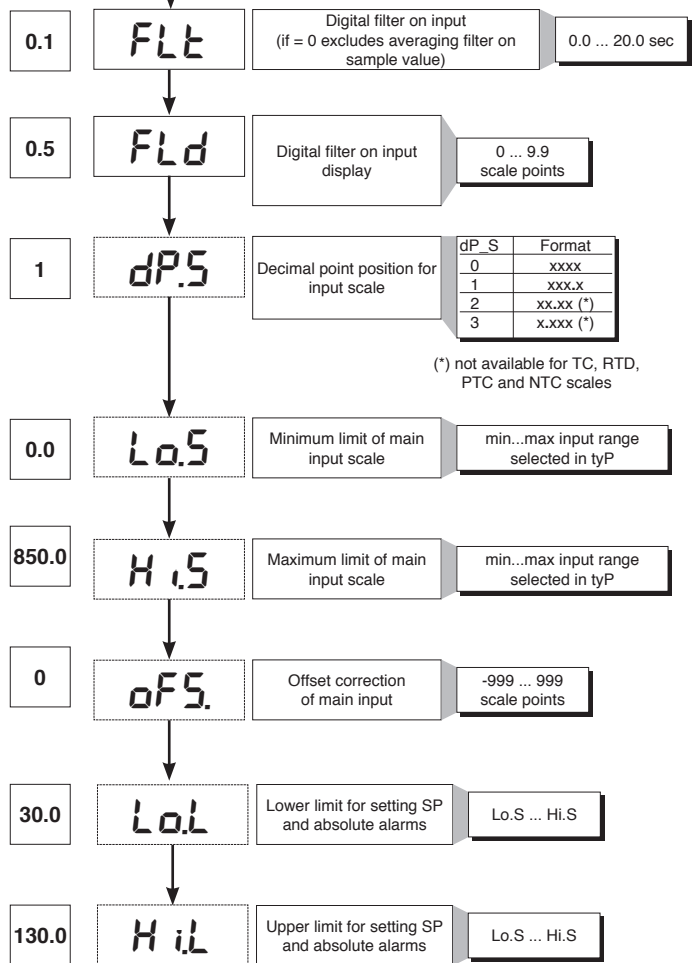 0.1
FLt
Digital filter on input
(if = 0 excludes averaging filter on
sample value)
0.0 ... 20.0 sec
0.5
FLd
Digital filter on input
display
0 ... 9.9
scale points
1
dP.S
Decimal point position for
input scale
dP_S Format
0 xxxx
1 xxx.x
2 xx.xx (*)
3 x.xxx (*)
(*) not available for TC, RTD,
PTC and NTC scales
0.0
Lo.S
Minimum limit of main
input scale
min...max input range
selected in tyP
850.0
Hi.S
Maximum limit of main
input scale
min...max input range
selected in tyP
0
oFS.
Offset correction
of main input
-999 ... 999
scale points
30.0
Lo.L
Lower limit for setting SP
and absolute alarms
Lo.S ... Hi.S
130.0
Hi.L
Upper limit for setting SP
and absolute alarms
Lo.S ... Hi.S